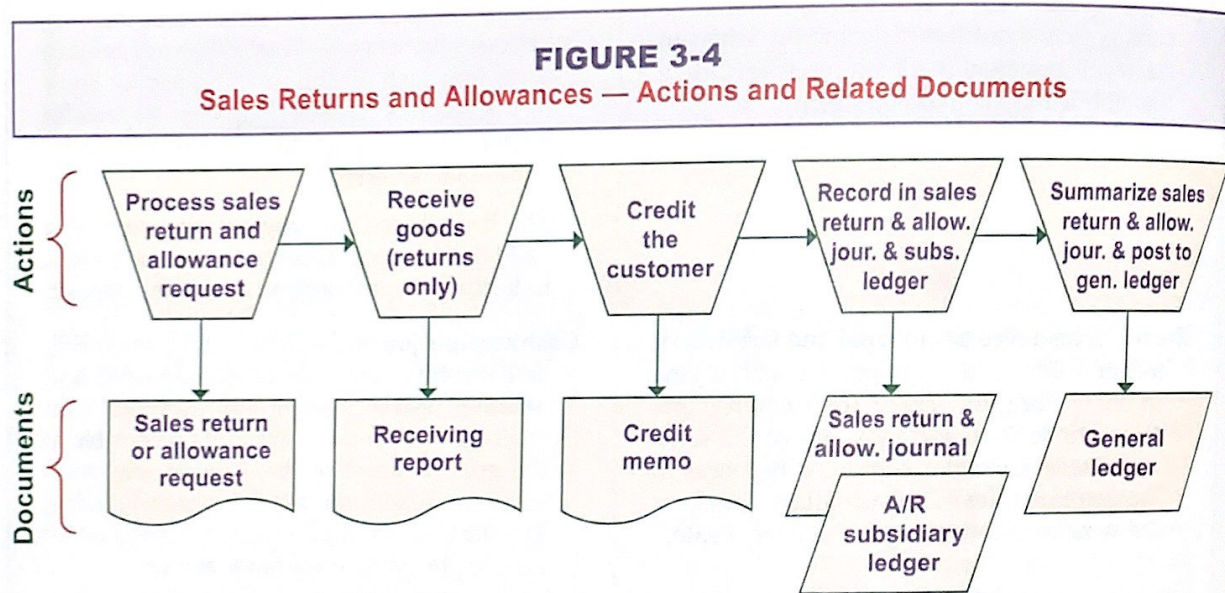 FIGURE 3-4
Sales Returns and Allowances — Actions and Related Documents
Actions
Process sales
return and
allowance
request
Receive
goods
(returns
only)
Credit
the
customer
Record in sales
return & allow.
jour. & subs.
ledger
Summarize sales
return & allow.
jour. & post to
gen. ledger
Documents
Sales return
or allowance
request
Receiving
report
Credit
memo
Sales return &
allow. journal
A/R
subsidiary
ledger
General
ledger